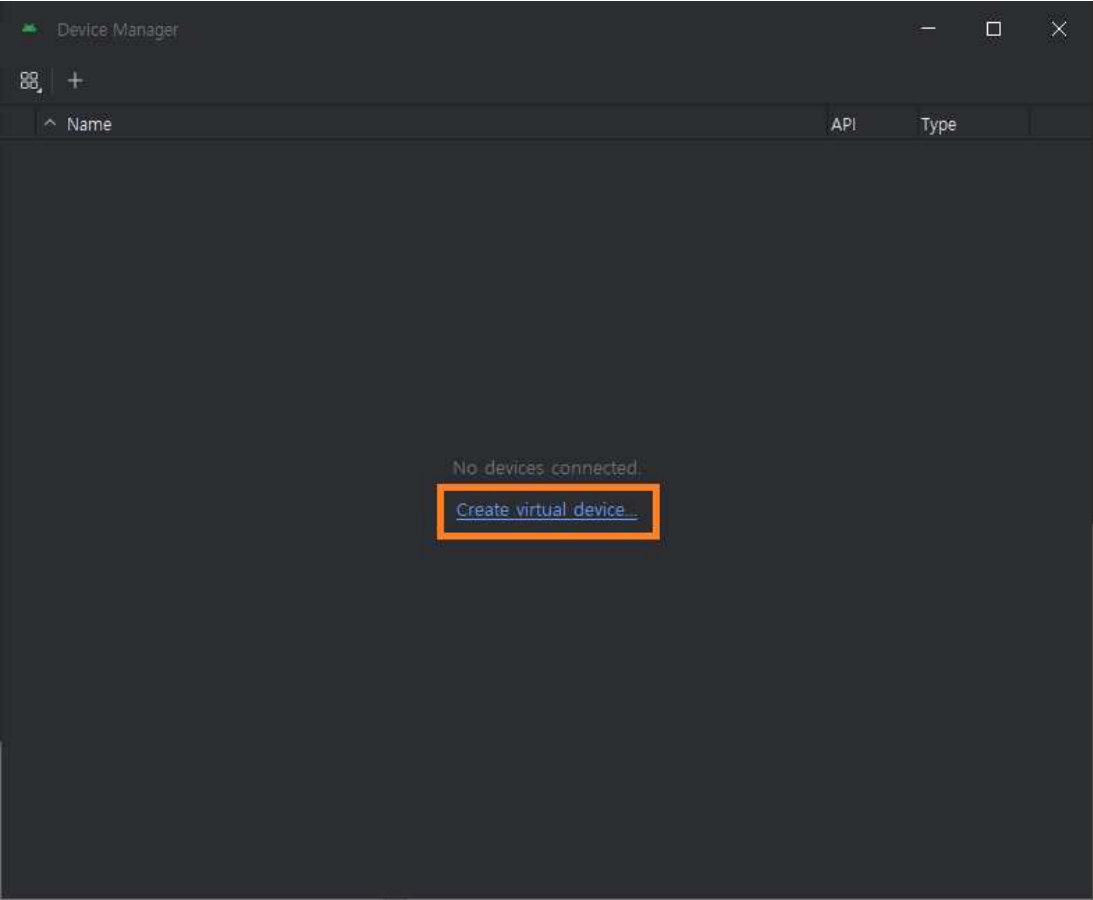 Device Manager
Name API Type
No devices connected.
Create virtual device...